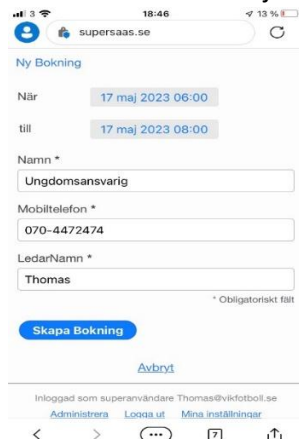 3 18:46 13 %
supersaas.se
Ny Bokning
När 17 maj 2023 06:00
till 17 maj 2023 08:00
Namn *
Ungdomsansvarig
Mobiltelefon *
070-4472474
LedarNamn *
Thomas
* Obligatoriskt fält
Skapa Bokning
Avbryt
Inloggad som superanvändare Thomas@vikfotboll.se
Administrera Logga ut Mina inställningar
7